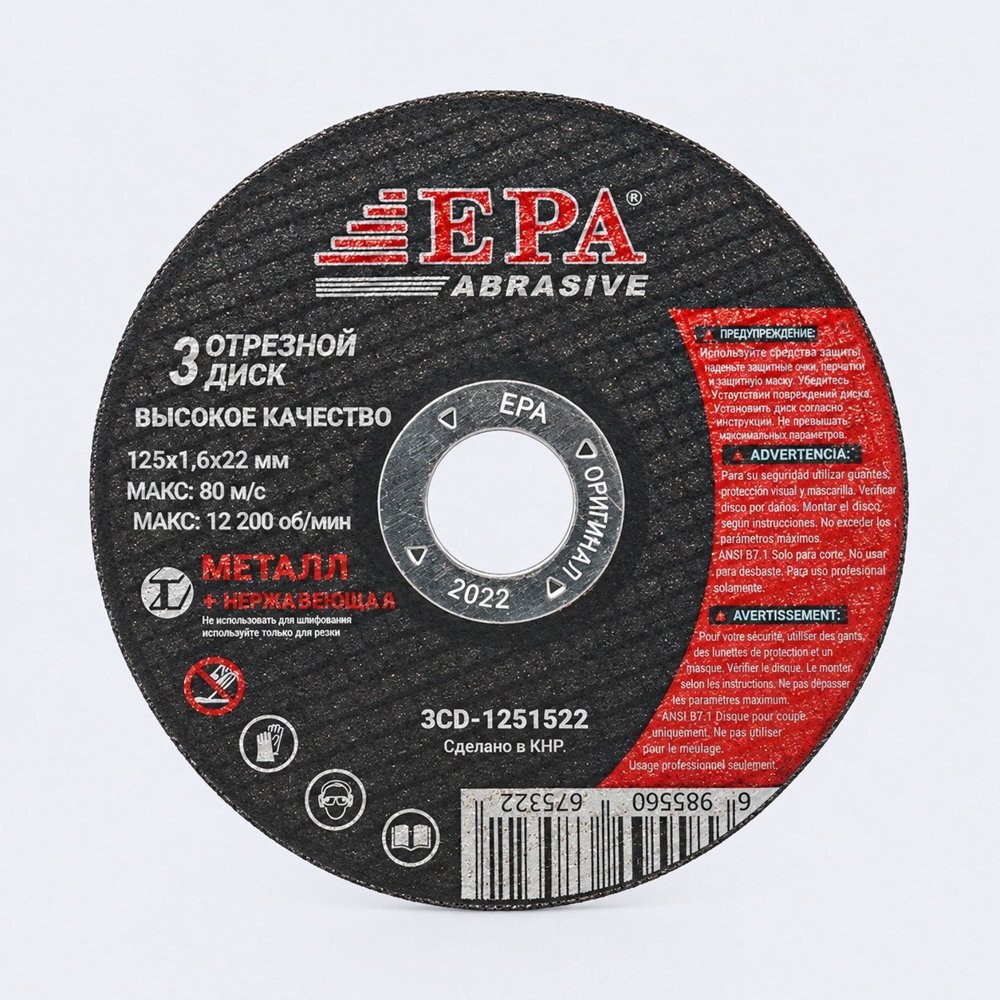 EPA®
ABRASIVE
3 ОТРЕЗНОЙ
ДИСК
ВЫСОКОЕ КАЧЕСТВО
125x1,6x22 мм
МАКС: 80 м/с
МАКС: 12 200 об/мин
МЕТАЛЛ
+ НЕРЖАВЕЮЩАЯ
Не использовать для шлифования
используйте только для резки
EPA
ОРИГИНАЛ
2022
3CD-1251522
Сделано в КНР.
ПРЕДУПРЕЖДЕНИЕ:
Используйте средства защиты
наденьте защитные очки, перчатки
и защитную маску. Убедитесь
Устоутствии повреждений диска.
Установить диск согласно
инструкции. Не превышать
максимальных параметров.
ADVERTENCIA:
Para su seguridad utilizar guantes,
protección visual y mascarilla. Verificar
disco por daños. Montar el disco
según instrucciones. No exceder los
parámetros máximos.
ANSI B7.1 Solo para corte. No usar
para desbaste. Para uso profesional
solamente.
AVERTISSEMENT:
Pour votre sécurité, utiliser des gants,
des lunettes de protection et un
masque. Vérifier le disque. Le monter
selon les instructions. Ne pas dépasser
les paramètres maximum.
ANSI B7.1 Disque pour coupe
uniquement. Ne pas utiliser
pour le meulage.
Usage professionnel seulement.
6 985560 675322